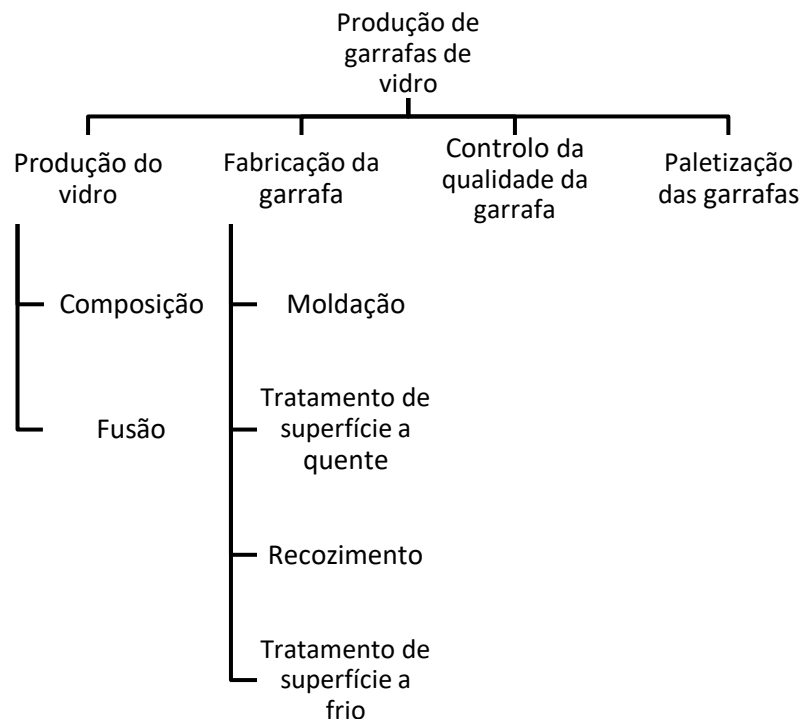 Produção de
garrafas de
vidro
Produção do
vidro
Fabricação da
garrafa
Controlo da
qualidade da
garrafa
Paletização
das garrafas
Composição
Fusão
Moldação
Tratamento de
superfície a
quente
Recozimento
Tratamento de
superfície a
frio